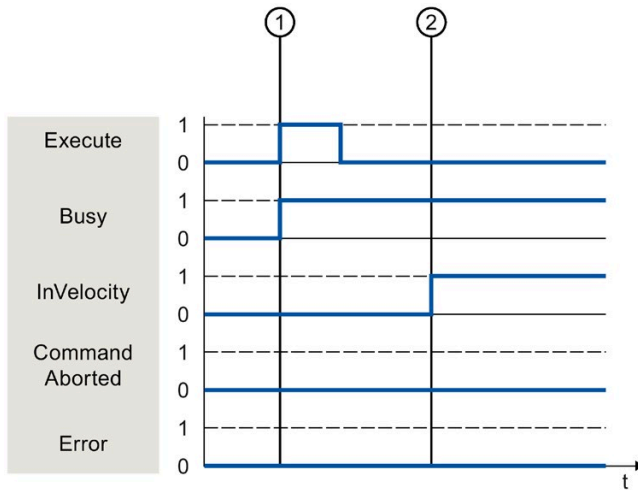 1 2
Execute 1
0
Busy 1
0
InVelocity 1
0
Command
Aborted 1
0
Error 1
0
t